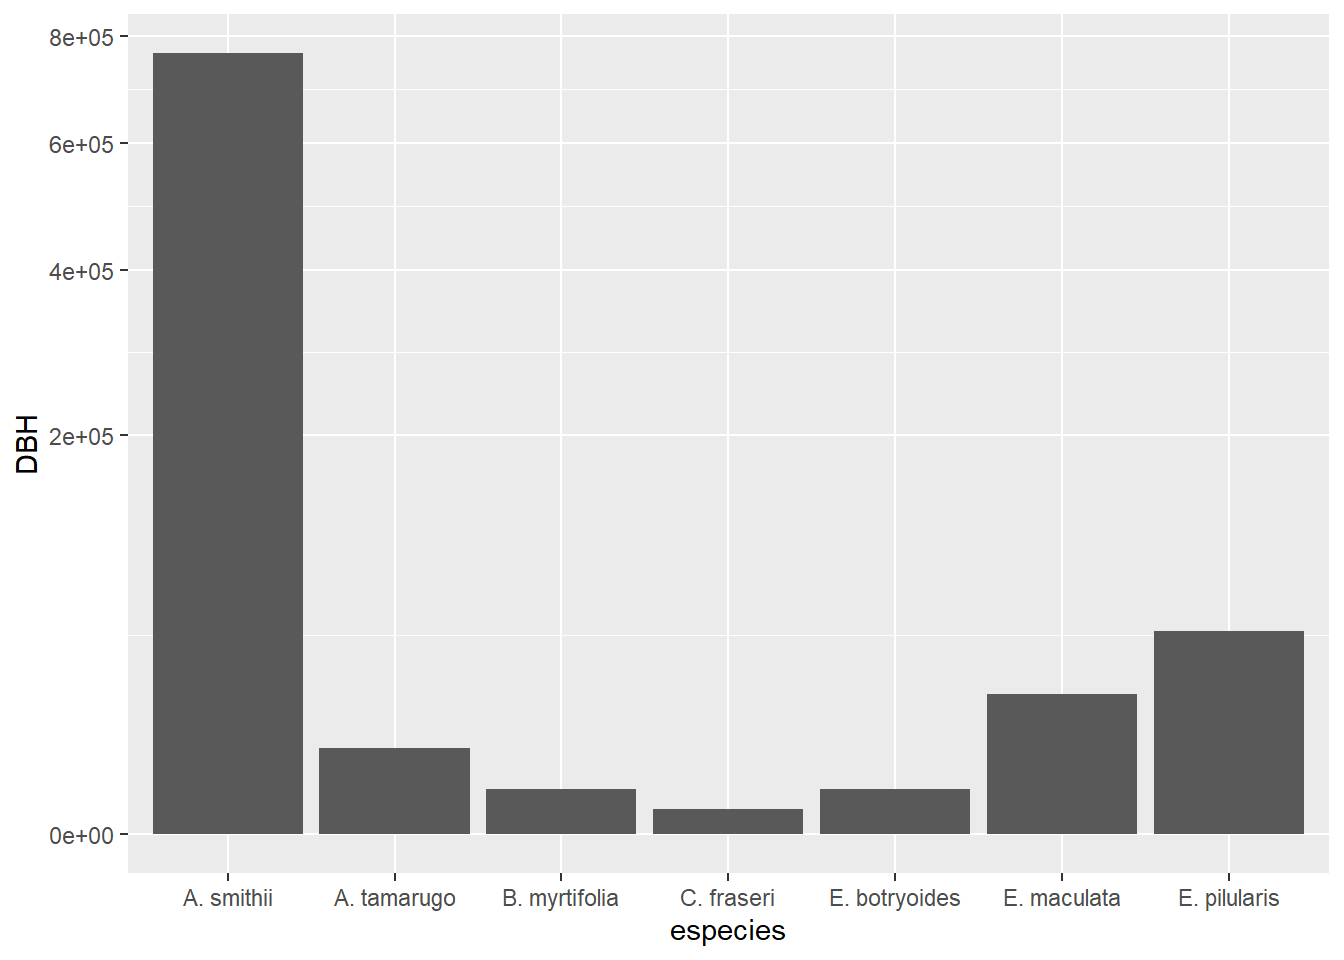 8e+05
6e+05
4e+05
2e+05
0e+00
DBH
A. smithii A. tamarugo B. myrtifolia C. fraseri E. botryoides E. maculata E. pilularis
especies